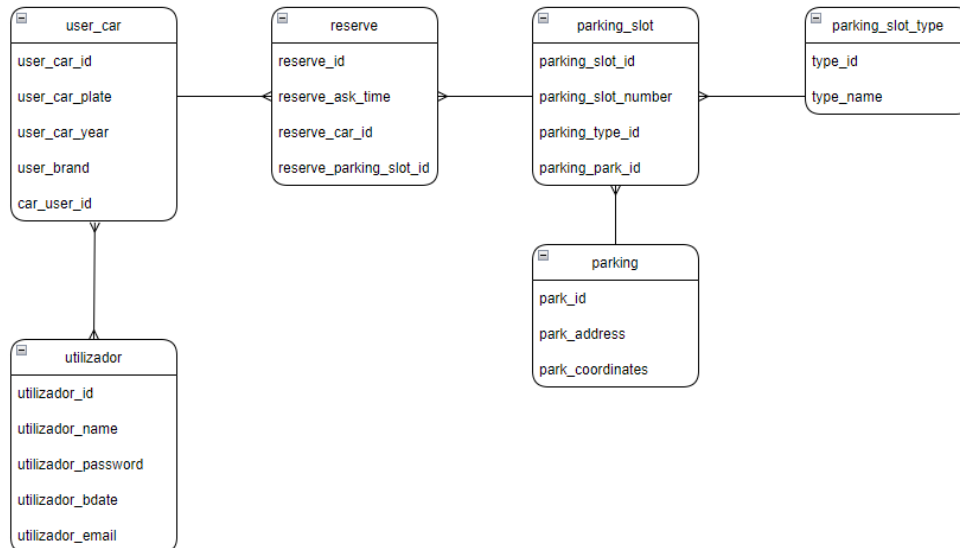 user_car
user_car_id
user_car_plate
user_car_year
user_brand
car_user_id
reserve
reserve_id
reserve_ask_time
reserve_car_id
reserve_parking_slot_id
parking_slot
parking_slot_id
parking_slot_number
parking_type_id
parking_park_id
parking_slot_type
type_id
type_name
parking
park_id
park_address
park_coordinates
utilizador
utilizador_id
utilizador_name
utilizador_password
utilizador_bdate
utilizador_email